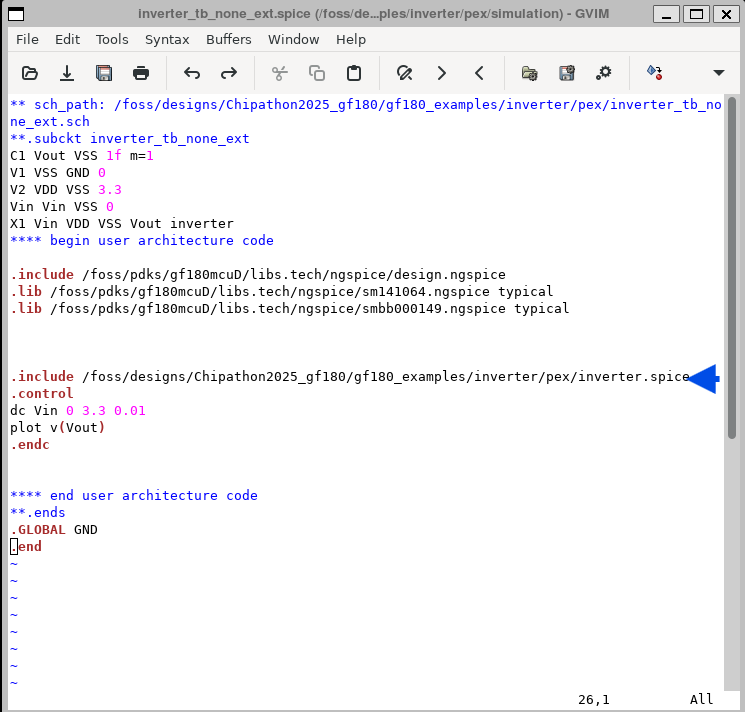 inverter_tb_none_ext.spice (/foss/de...ples/inverter/pex/simulation) - GVIM
File Edit Tools Syntax Buffers Window Help
** sch_path: /foss/designs/Chipathon2025_gf180/gf180_examples/inverter/pex/inverter_tb_no
ne_ext.sch
**.subckt inverter_tb_none_ext
C1 Vout VSS 1f m=1
V1 VSS GND 0
V2 VDD VSS 3.3
Vin Vin VSS 0
X1 Vin VDD VSS Vout inverter
**** begin user architecture code
.include /foss/pdks/gf180mcuD/libs.tech/ngspice/design.ngspice
.lib /foss/pdks/gf180mcuD/libs.tech/ngspice/sm141064.ngspice typical
.lib /foss/pdks/gf180mcuD/libs.tech/ngspice/smbb000149.ngspice typical
.include /foss/designs/Chipathon2025_gf180/gf180_examples/inverter/pex/inverter.spice
.control
dc Vin 0 3.3 0.01
plot v(Vout)
.endc
**** end user architecture code
**.ends
.GLOBAL GND
.end
~
~
~
~
~
~
~
~
26,1 All